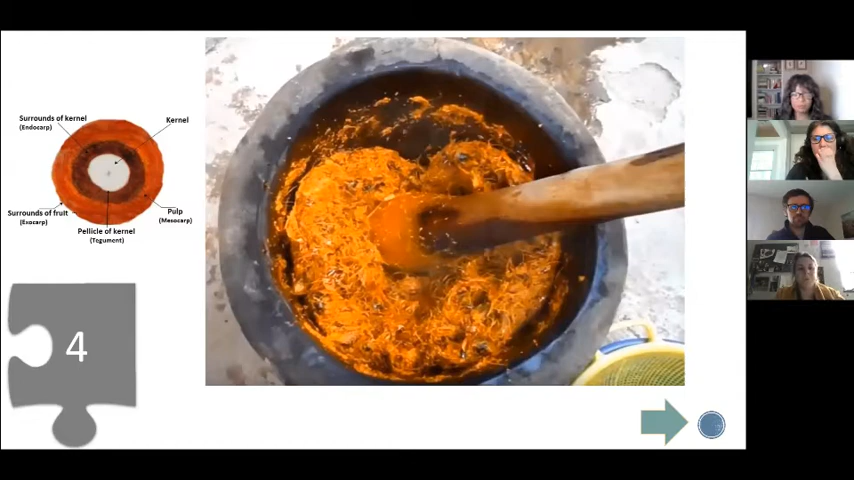 Surrounds of kernel
(Endocarp)
Kernel
Surrounds of fruit
(Exocarp)
Pulp
(Mesocarp)
Pellicle of kernel
(Tegument)
4